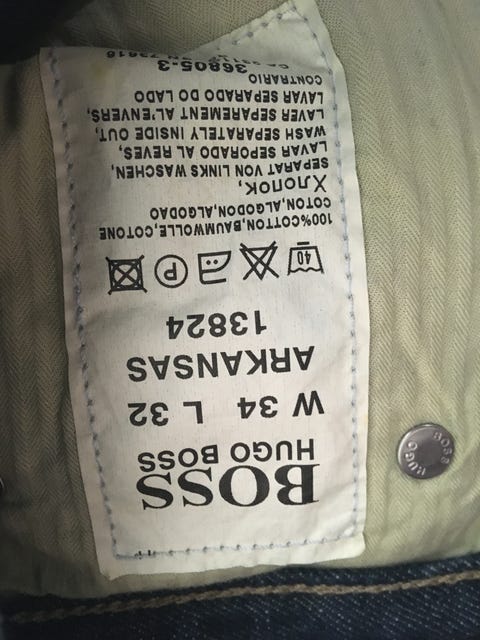 BOSS
HUGO BOSS
W 34 L 32
ARKANSAS
13824
40 P
100%COTTON,BAUMWOLLE,COTONE
COTON,ALGODON,ALGODAO
Хлопок,
SEPARAT VON LINKS WASCHEN,
LAVAR SEPORADO AL REVES,
WASH SEPARATELY INSIDE OUT,
LAVER SEPAREMENT AL'ENVERS,
LAVAR SEPARADO DO LADO
CONTRARIO
36805-3
HUGO
BOSS